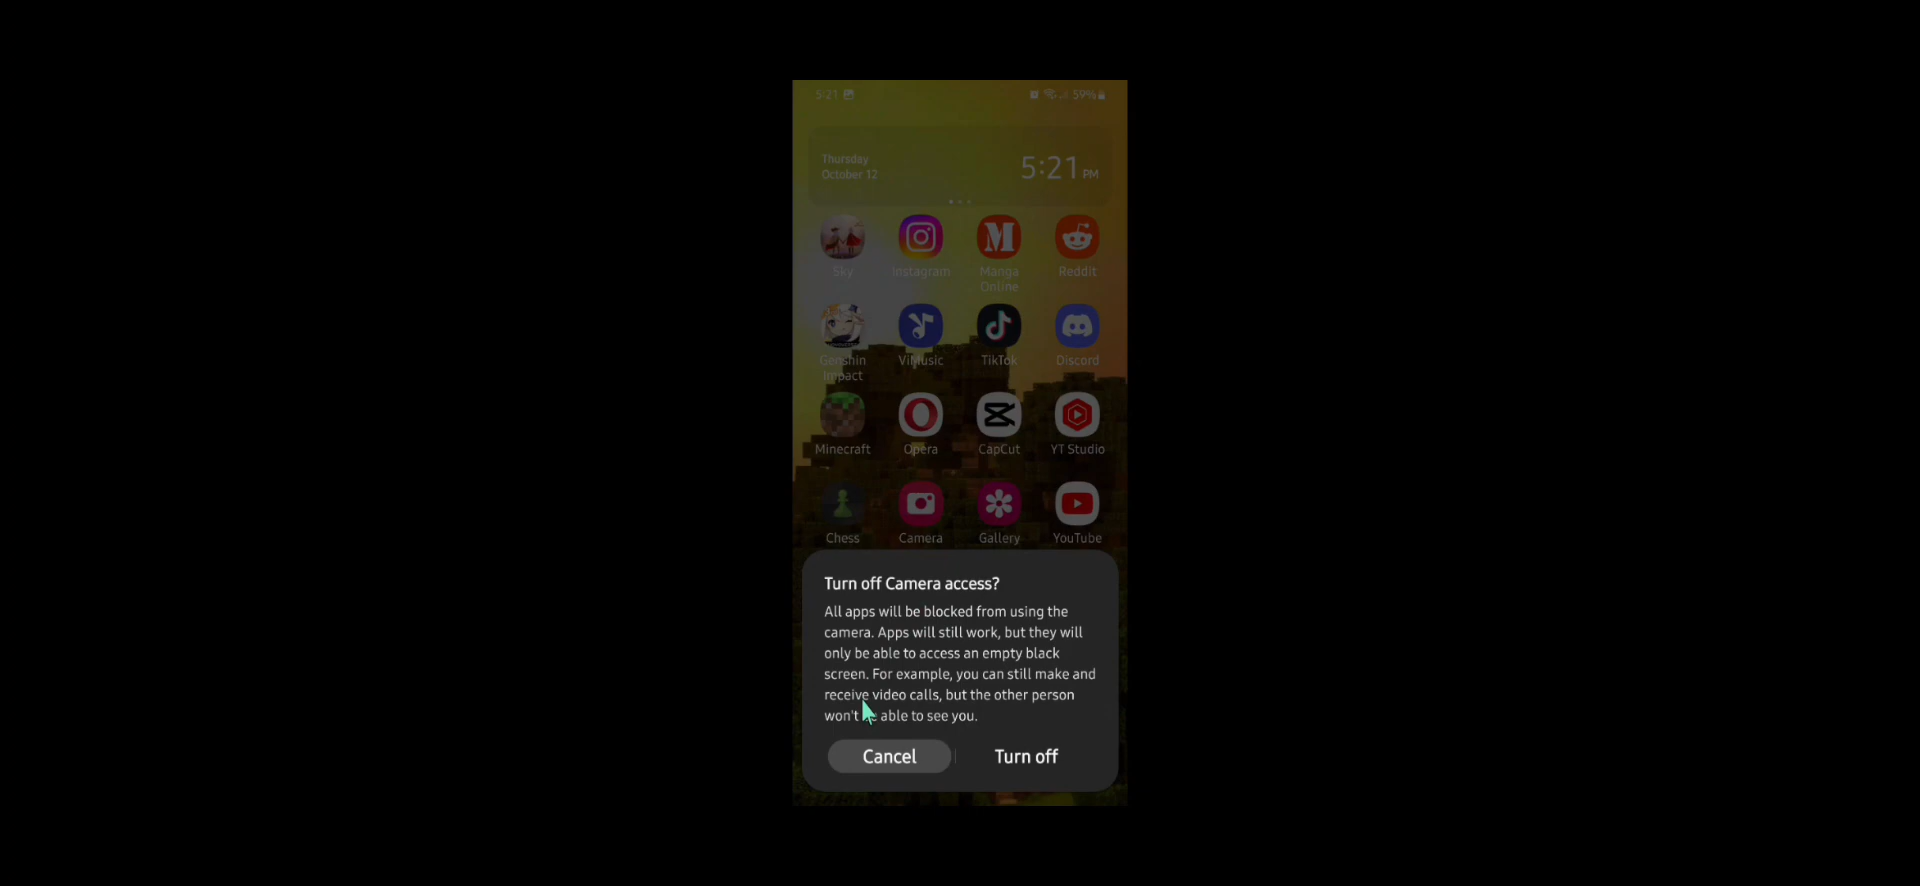 5:21 59%
Thursday
October 12
5:21 PM
Sky Instagram Manga Online Reddit
Genshin Impact ViMusic TikTok Discord
Minecraft Opera CapCut YT Studio
Chess Camera Gallery YouTube
Turn off Camera access?
All apps will be blocked from using the
camera. Apps will still work, but they will
only be able to access an empty black
screen. For example, you can still make and
receive video calls, but the other person
won't be able to see you.
Cancel Turn off